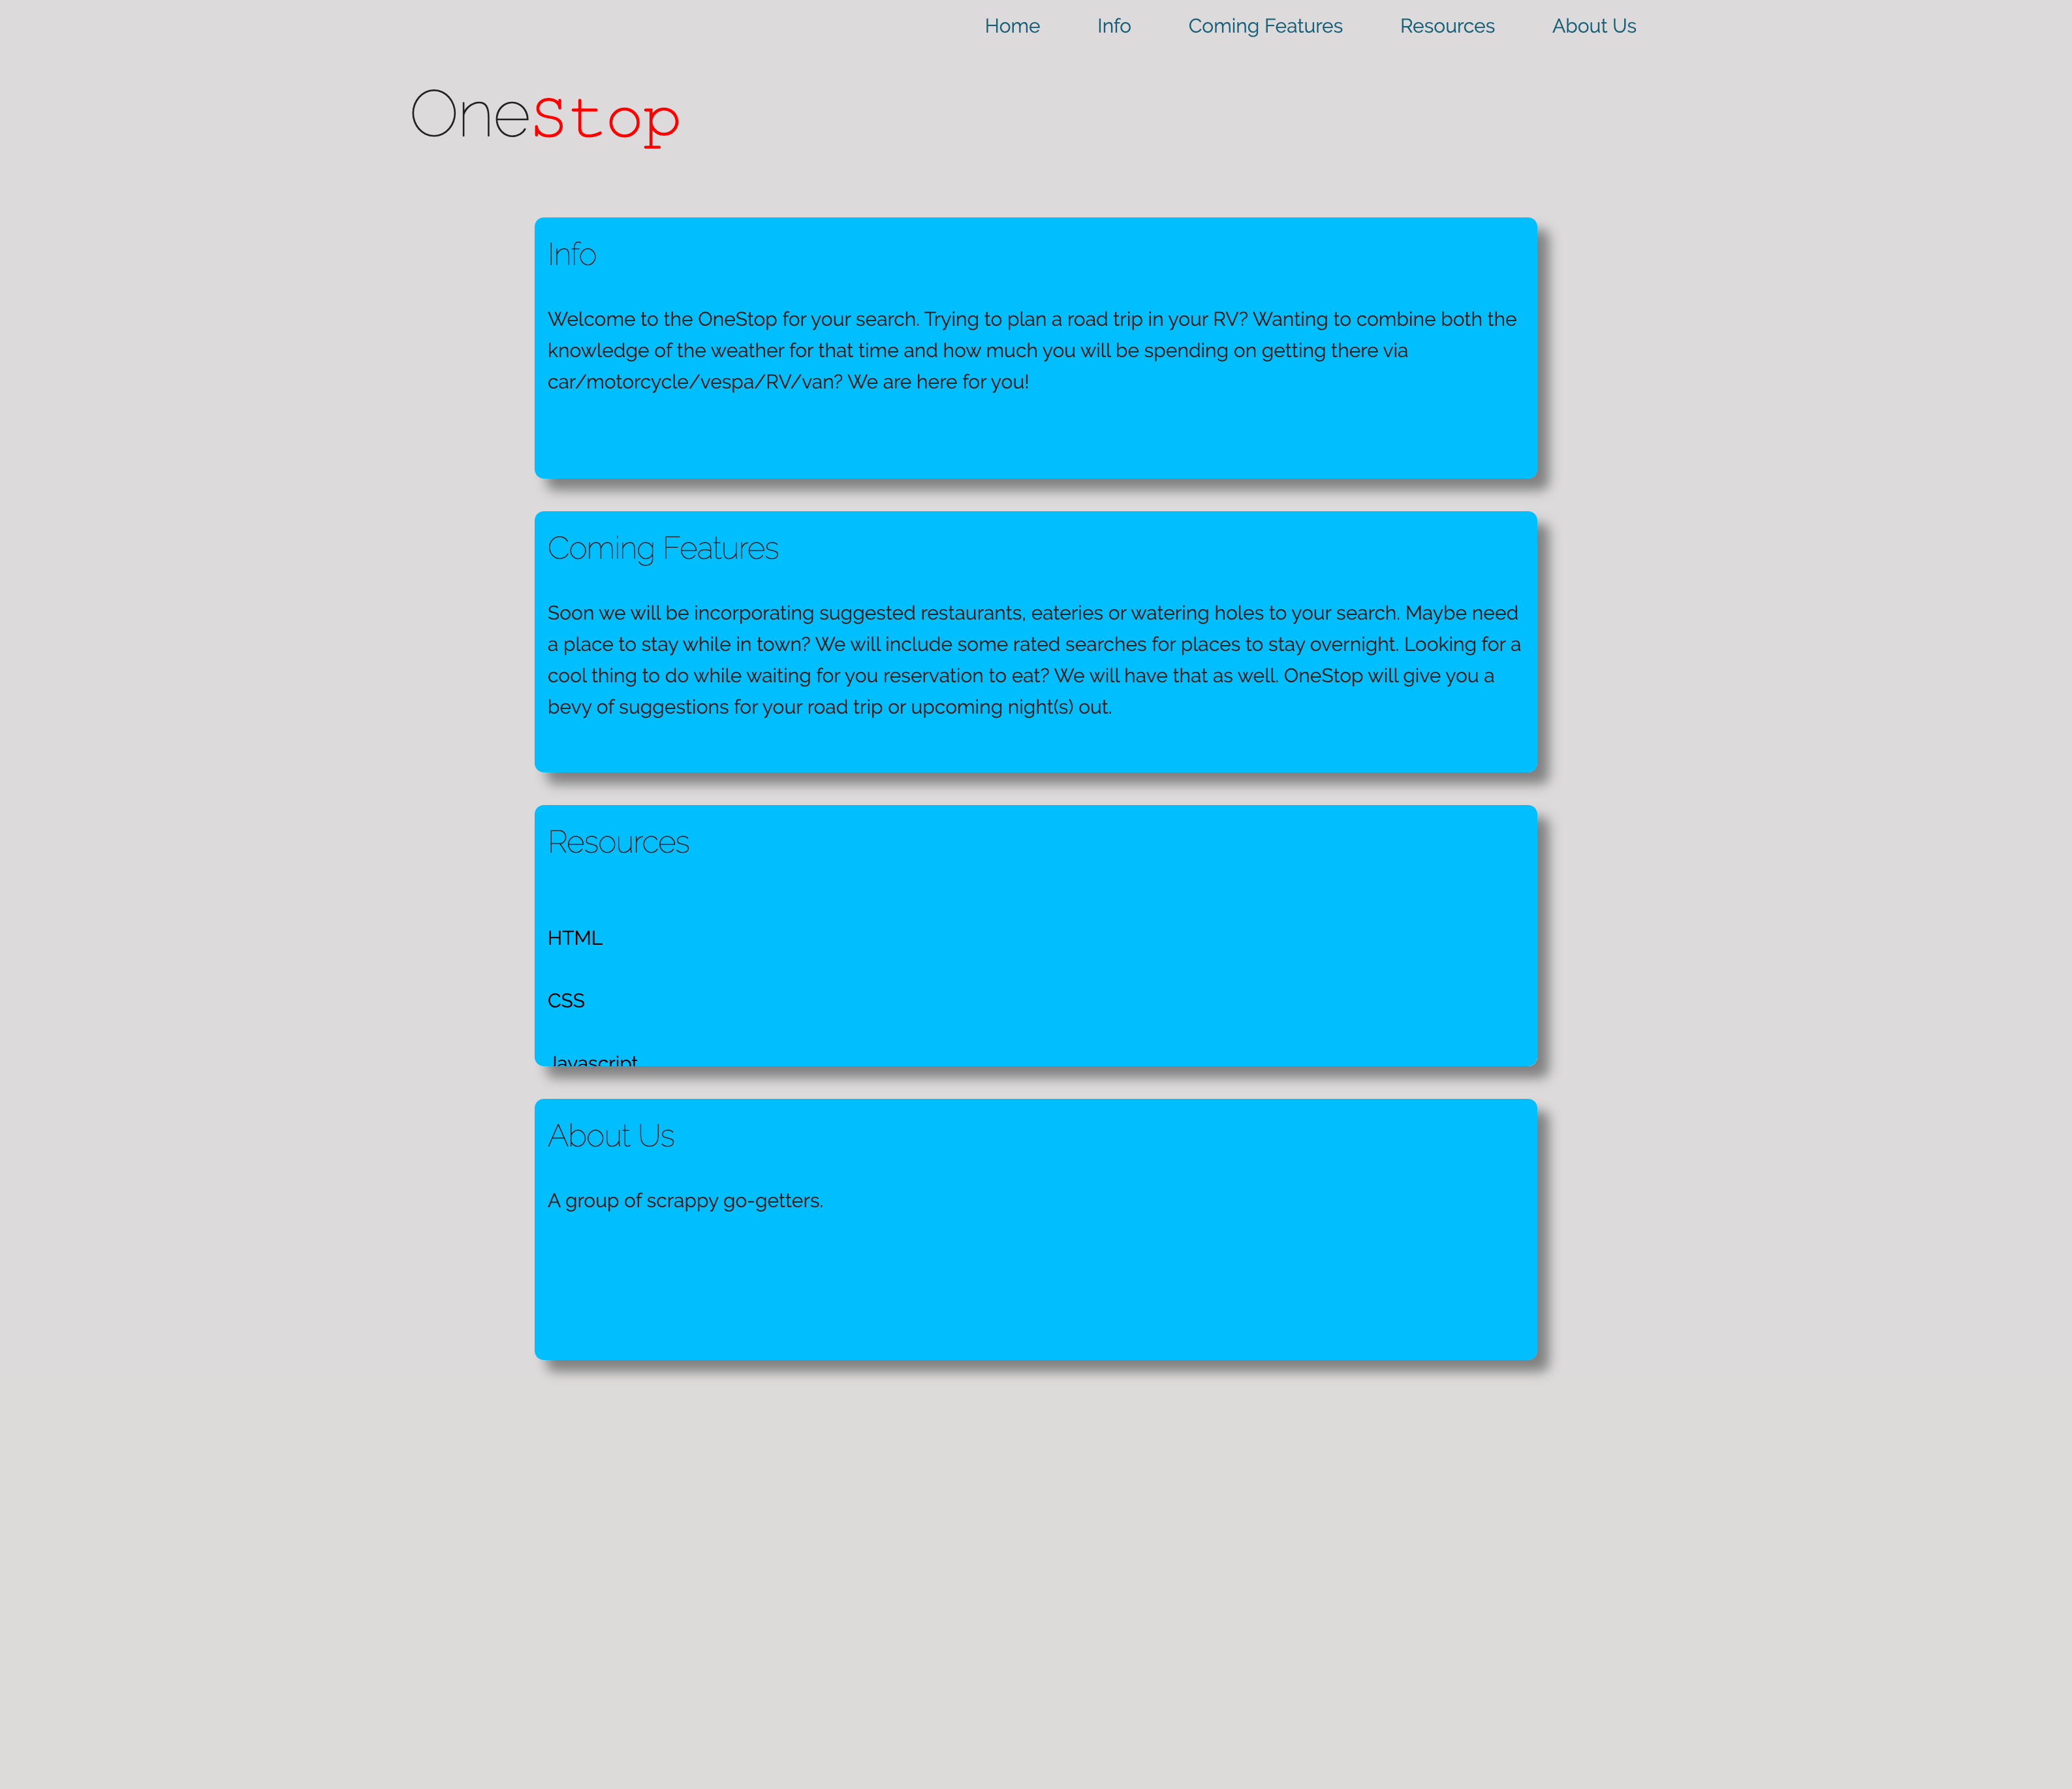 Home Info Coming Features Resources About Us
OneStop
Info
Welcome to the OneStop for your search. Trying to plan a road trip in your RV? Wanting to combine both the
knowledge of the weather for that time and how much you will be spending on getting there via
car/motorcycle/vespa/RV/van? We are here for you!
Coming Features
Soon we will be incorporating suggested restaurants, eateries or watering holes to your search. Maybe need
a place to stay while in town? We will include some rated searches for places to stay overnight. Looking for a
cool thing to do while waiting for you reservation to eat? We will have that as well. OneStop will give you a
bevy of suggestions for your road trip or upcoming night(s) out.
Resources
HTML
CSS
Javascript
About Us
A group of scrappy go-getters.